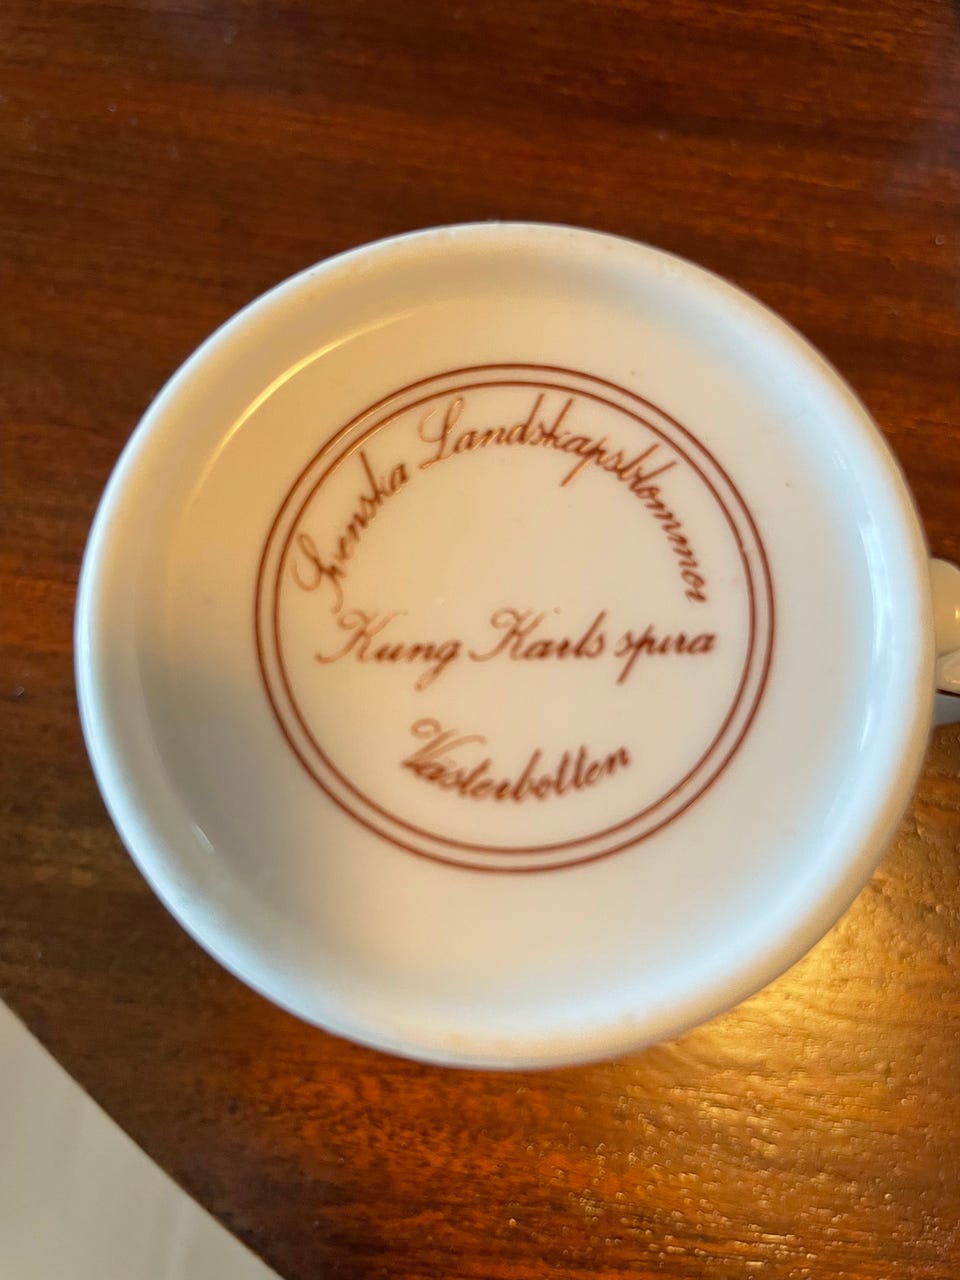 Svenska Landskapsblommor
Kung Karls spira
Västerbotten